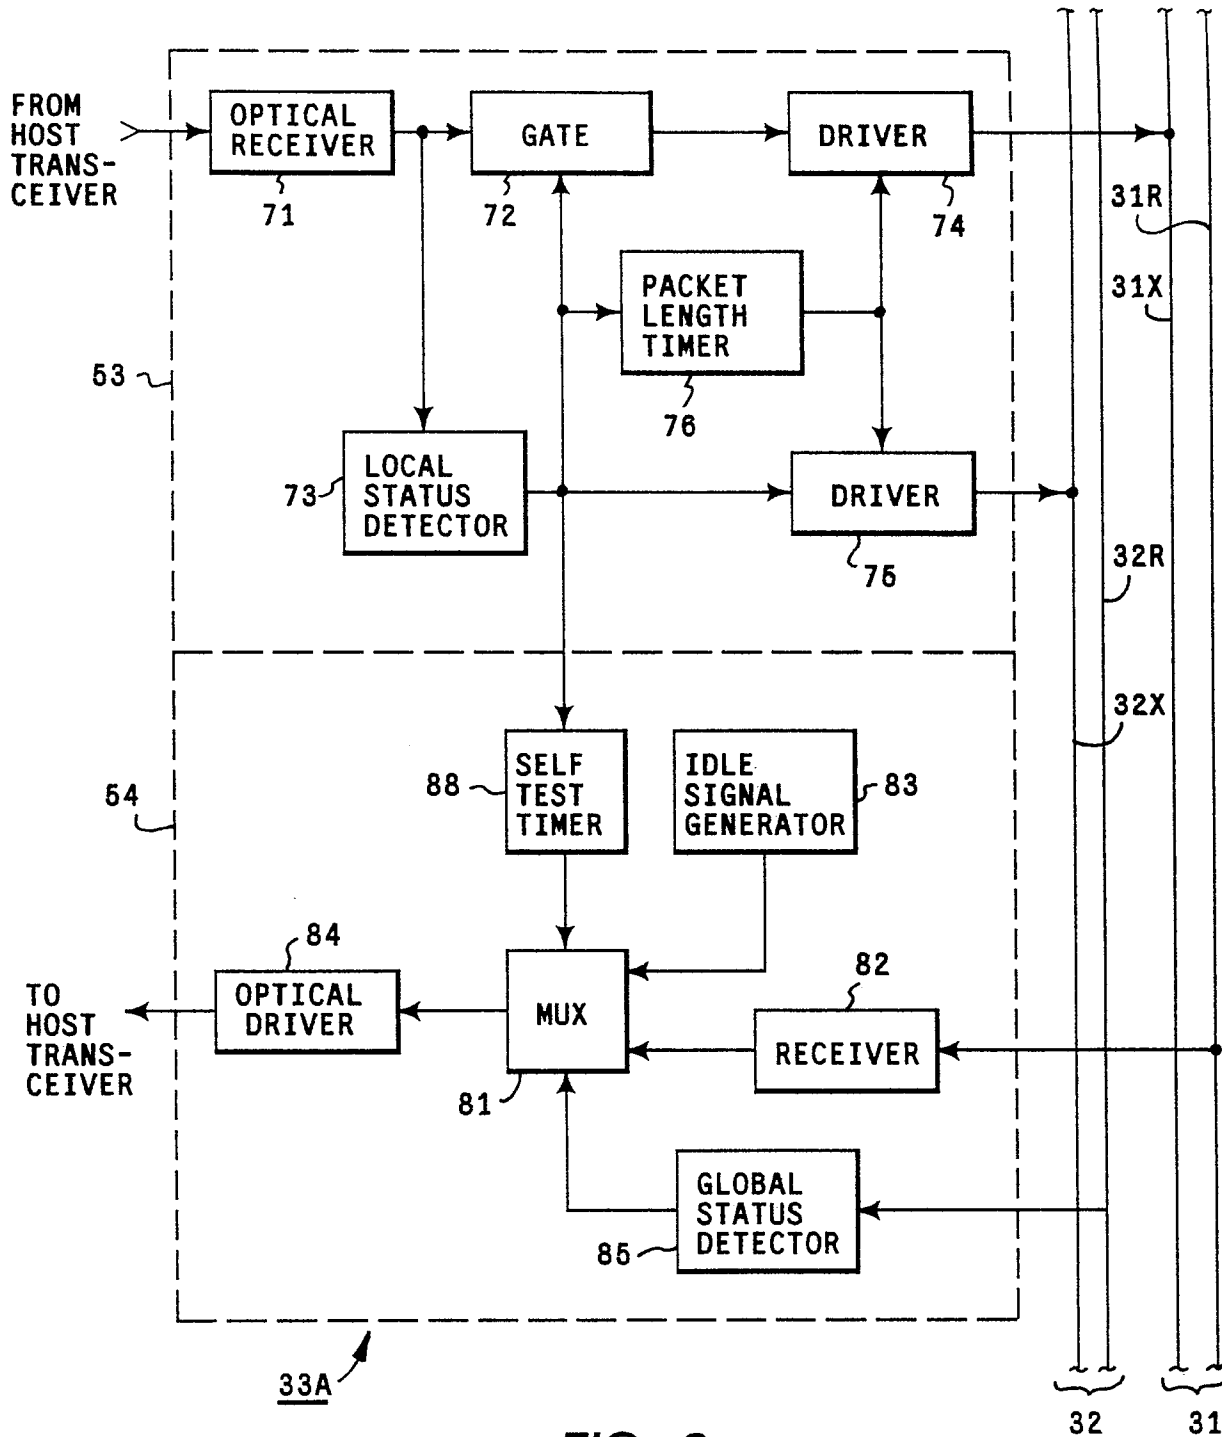 FROM
HOST
TRANS-
CEIVER
OPTICAL
RECEIVER
71
GATE
72
DRIVER
74
31R
31X
PACKET
LENGTH
TIMER
76
53
LOCAL
STATUS
DETECTOR
73
DRIVER
75
32R
32X
54
SELF
TEST
TIMER
88
IDLE
SIGNAL
GENERATOR
83
84
OPTICAL
DRIVER
TO
HOST
TRANS-
CEIVER
MUX
81
82
RECEIVER
GLOBAL
STATUS
DETECTOR
85
33A
32
31